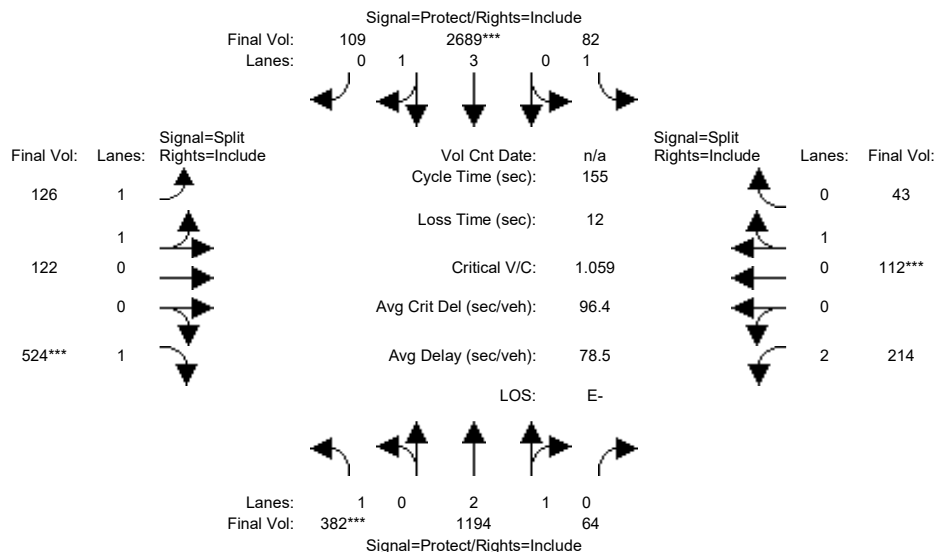 Signal=Protect/Rights=Include
Final Vol: 109 2689*** 82
Lanes: 0 1 3 0 1
Signal=Split
Final Vol: Lanes: Rights=Include
Vol Cnt Date: n/a
Signal=Split
Rights=Include Lanes: Final Vol:
Cycle Time (sec): 155
126 1
0 43
Loss Time (sec): 12
1
1
122 0
Critical V/C: 1.059
0 112***
0
Avg Crit Del (sec/veh): 96.4
0
524*** 1
Avg Delay (sec/veh): 78.5
2 214
LOS: E-
Lanes: 1 0 2 1 0
Final Vol: 382*** 1194 64
Signal=Protect/Rights=Include